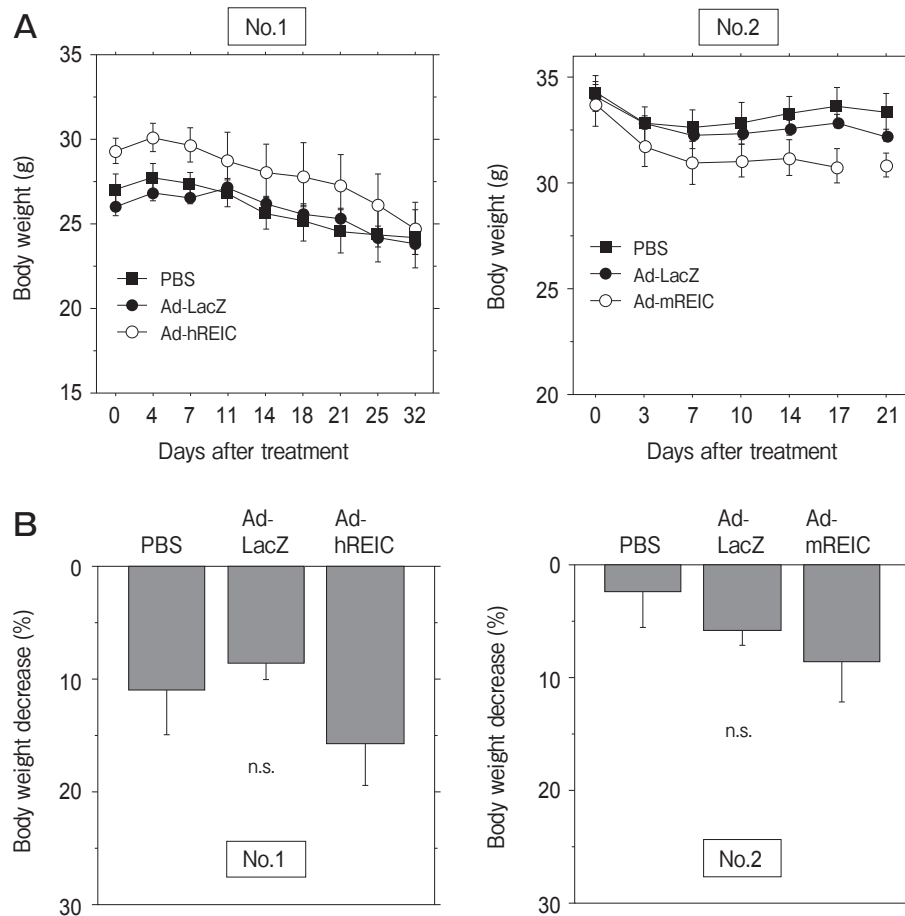 A
No.1
35
30
25
20
15
Body weight (g)
PBS
Ad-LacZ
Ad-hREIC
0 4 7 11 14 18 21 25 32
Days after treatment
No.2
35
30
33
20
Body weight (g)
PBS
Ad-LacZ
Ad-mREIC
0 3 7 10 14 17 21
Days after treatment
B
PBS
Ad-
LacZ
Ad-
hREIC
0
10
20
30
Body weight decrease (%)
n.s.
No.1
PBS
Ad-
LacZ
Ad-
mREIC
0
10
20
30
Body weight decrease (%)
n.s.
No.2